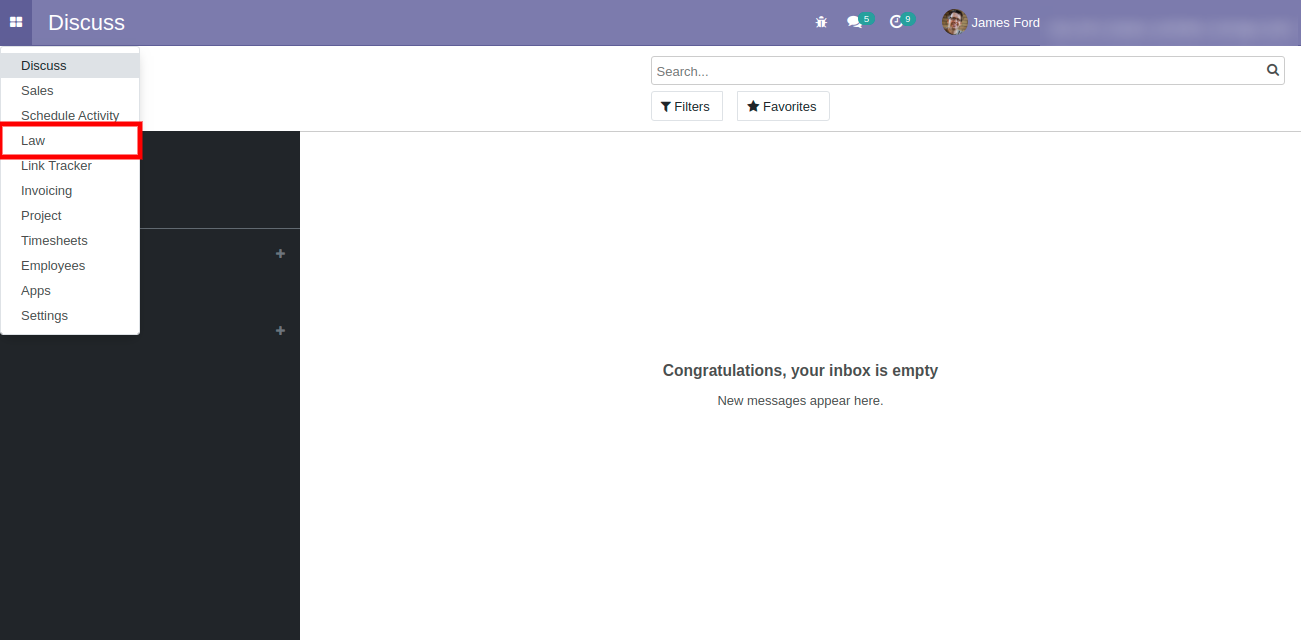 Discuss
5
9
James Ford
Discuss
Sales
Schedule Activity
Law
Link Tracker
Invoicing
Project
Timesheets
Employees
Apps
Settings
Search...
Filters
Favorites
Congratulations, your inbox is empty
New messages appear here.